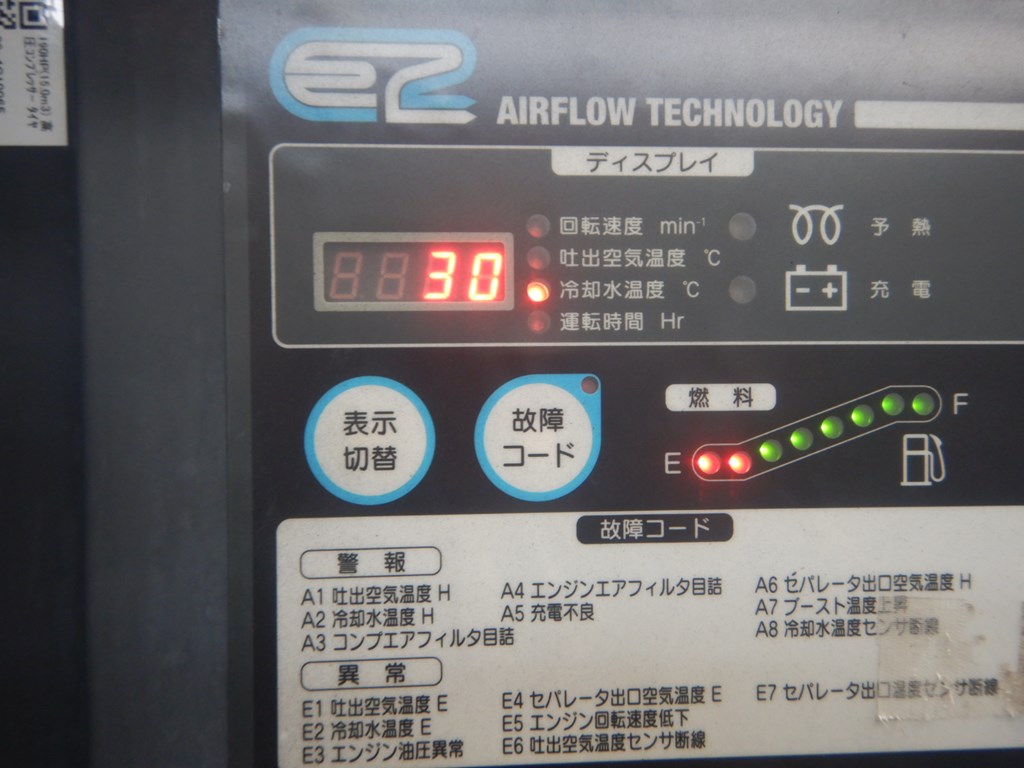 e2 AIRFLOW TECHNOLOGY
ディスプレイ
30
回転速度 min-1
吐出空気温度 ℃
冷却水温度 ℃
運転時間 Hr
予熱
- +
充電
表示
切替
故障
コード
燃料
E
F
故障コード
警報
A1 吐出空気温度 H
A2 冷却水温度 H
A3 コンプエアフィルタ目詰
A4 エンジンエアフィルタ目詰
A5 充電不良
A6 セパレータ出口空気温度 H
A7 ブースト温度上昇
A8 冷却水温度センサ断線
異常
E1 吐出空気温度 E
E2 冷却水温度 E
E3 エンジン油圧異常
E4 セパレータ出口空気温度 E
E5 エンジン回転速度低下
E6 吐出空気温度センサ断線
E7 セパレータ出口温度センサ断線